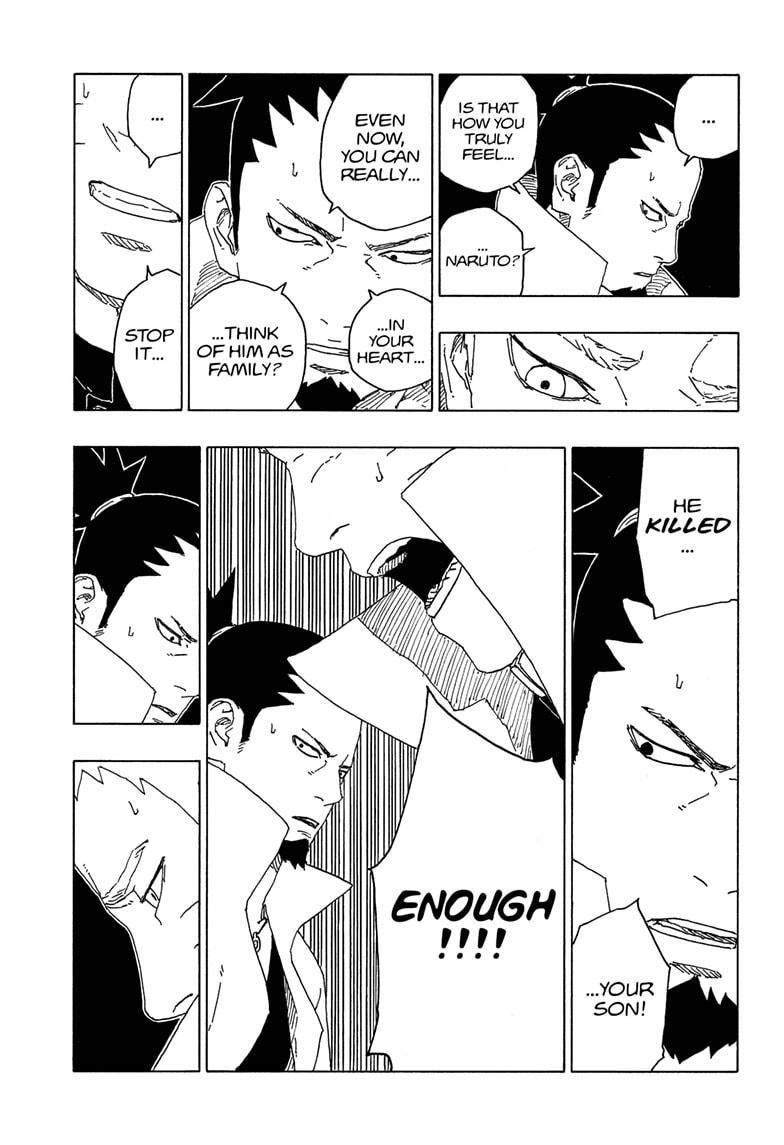 ...
IS THAT
HOW YOU
TRULY
FEEL...
...
NARUTO?
EVEN
NOW,
YOU CAN
REALLY...
...IN
YOUR
HEART...
...THINK
OF HIM AS
FAMILY?
...
STOP
IT...
HE
KILLED
...
...YOUR
SON!
ENOUGH
!!!!